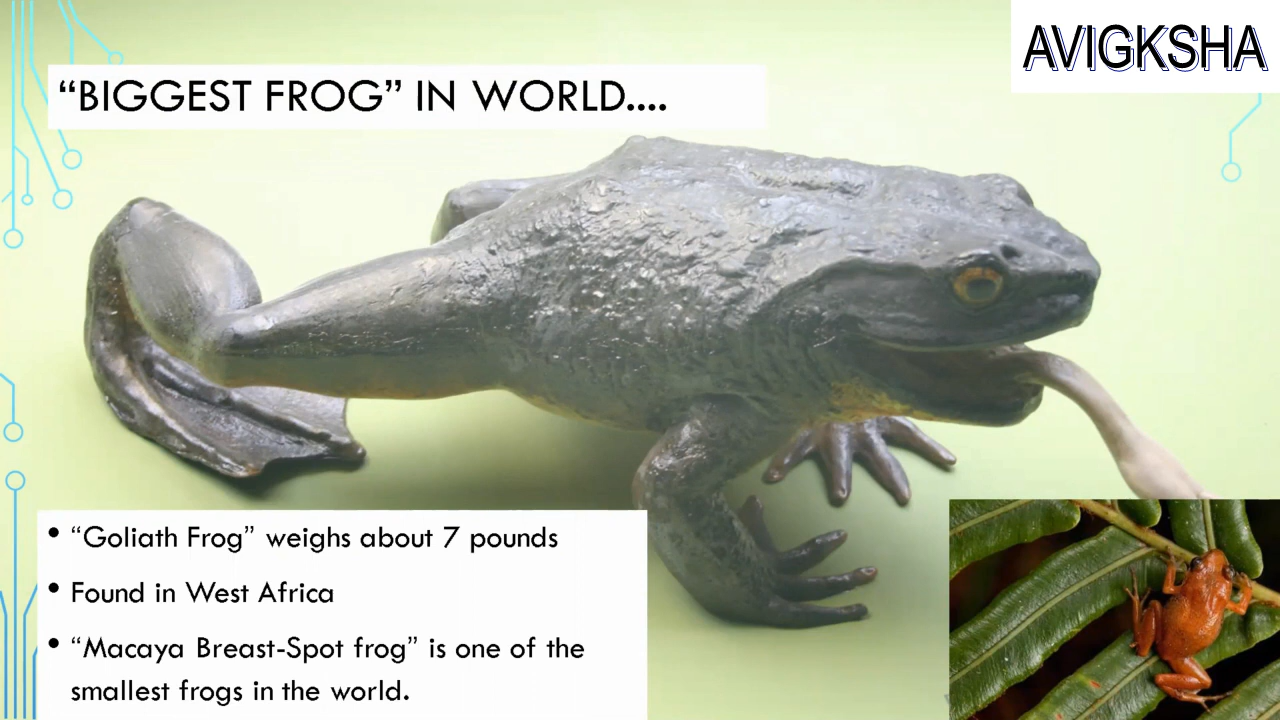 AVIGKSHA
“BIGGEST FROG” IN WORLD....
• “Goliath Frog” weighs about 7 pounds
• Found in West Africa
• “Macaya Breast-Spot frog” is one of the
smallest frogs in the world.